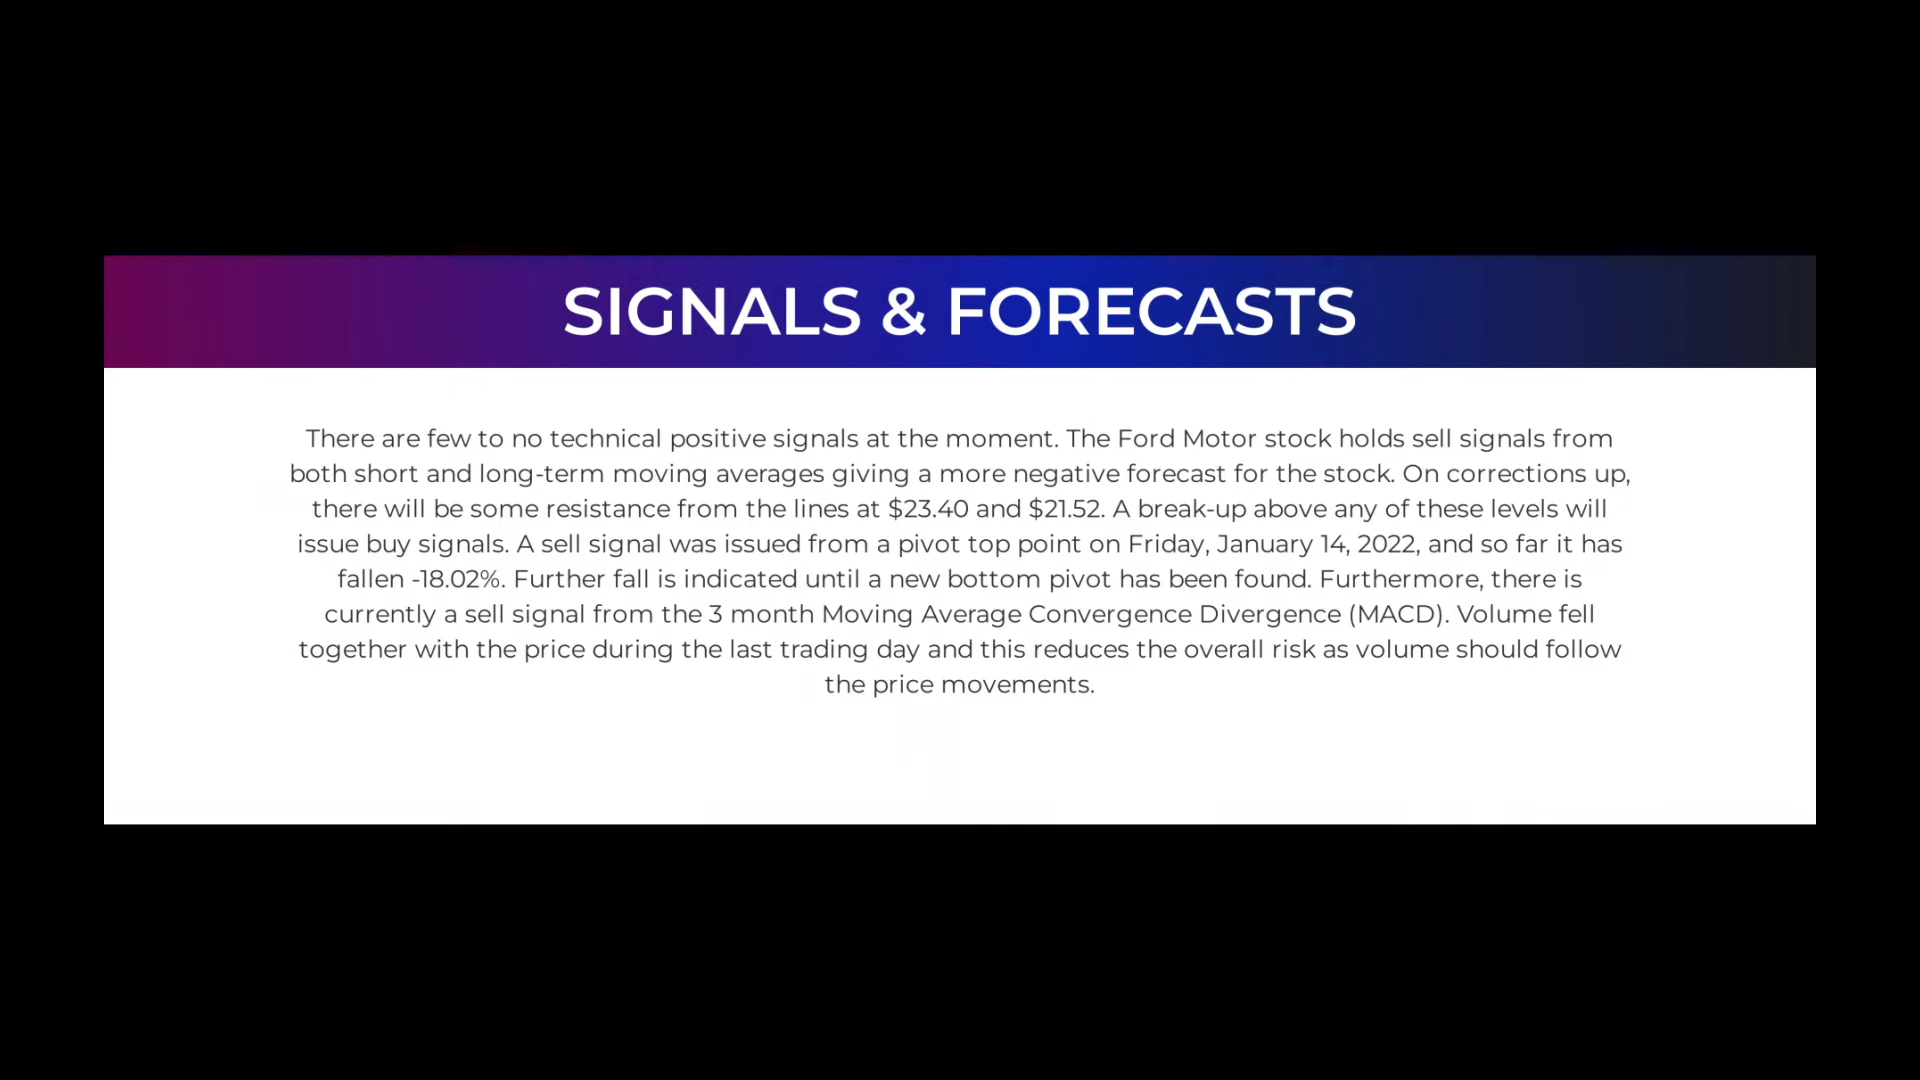 SIGNALS & FORECASTS
There are few to no technical positive signals at the moment. The Ford Motor stock holds sell signals from
both short and long-term moving averages giving a more negative forecast for the stock. On corrections up,
there will be some resistance from the lines at $23.40 and $21.52. A break-up above any of these levels will
issue buy signals. A sell signal was issued from a pivot top point on Friday, January 14, 2022, and so far it has
fallen -18.02%. Further fall is indicated until a new bottom pivot has been found. Furthermore, there is
currently a sell signal from the 3 month Moving Average Convergence Divergence (MACD). Volume fell
together with the price during the last trading day and this reduces the overall risk as volume should follow
the price movements.